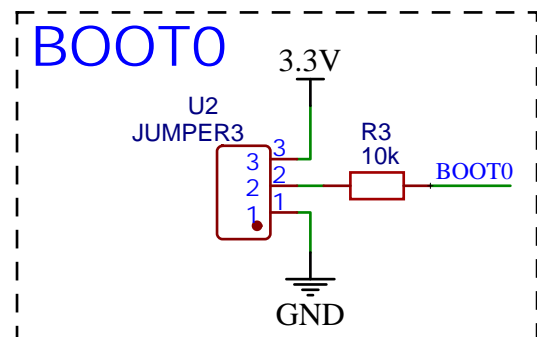 BOOT0
3.3V
U2
JUMPER3
R3
10k
3 3
2 2
1 1
BOOT0
GND